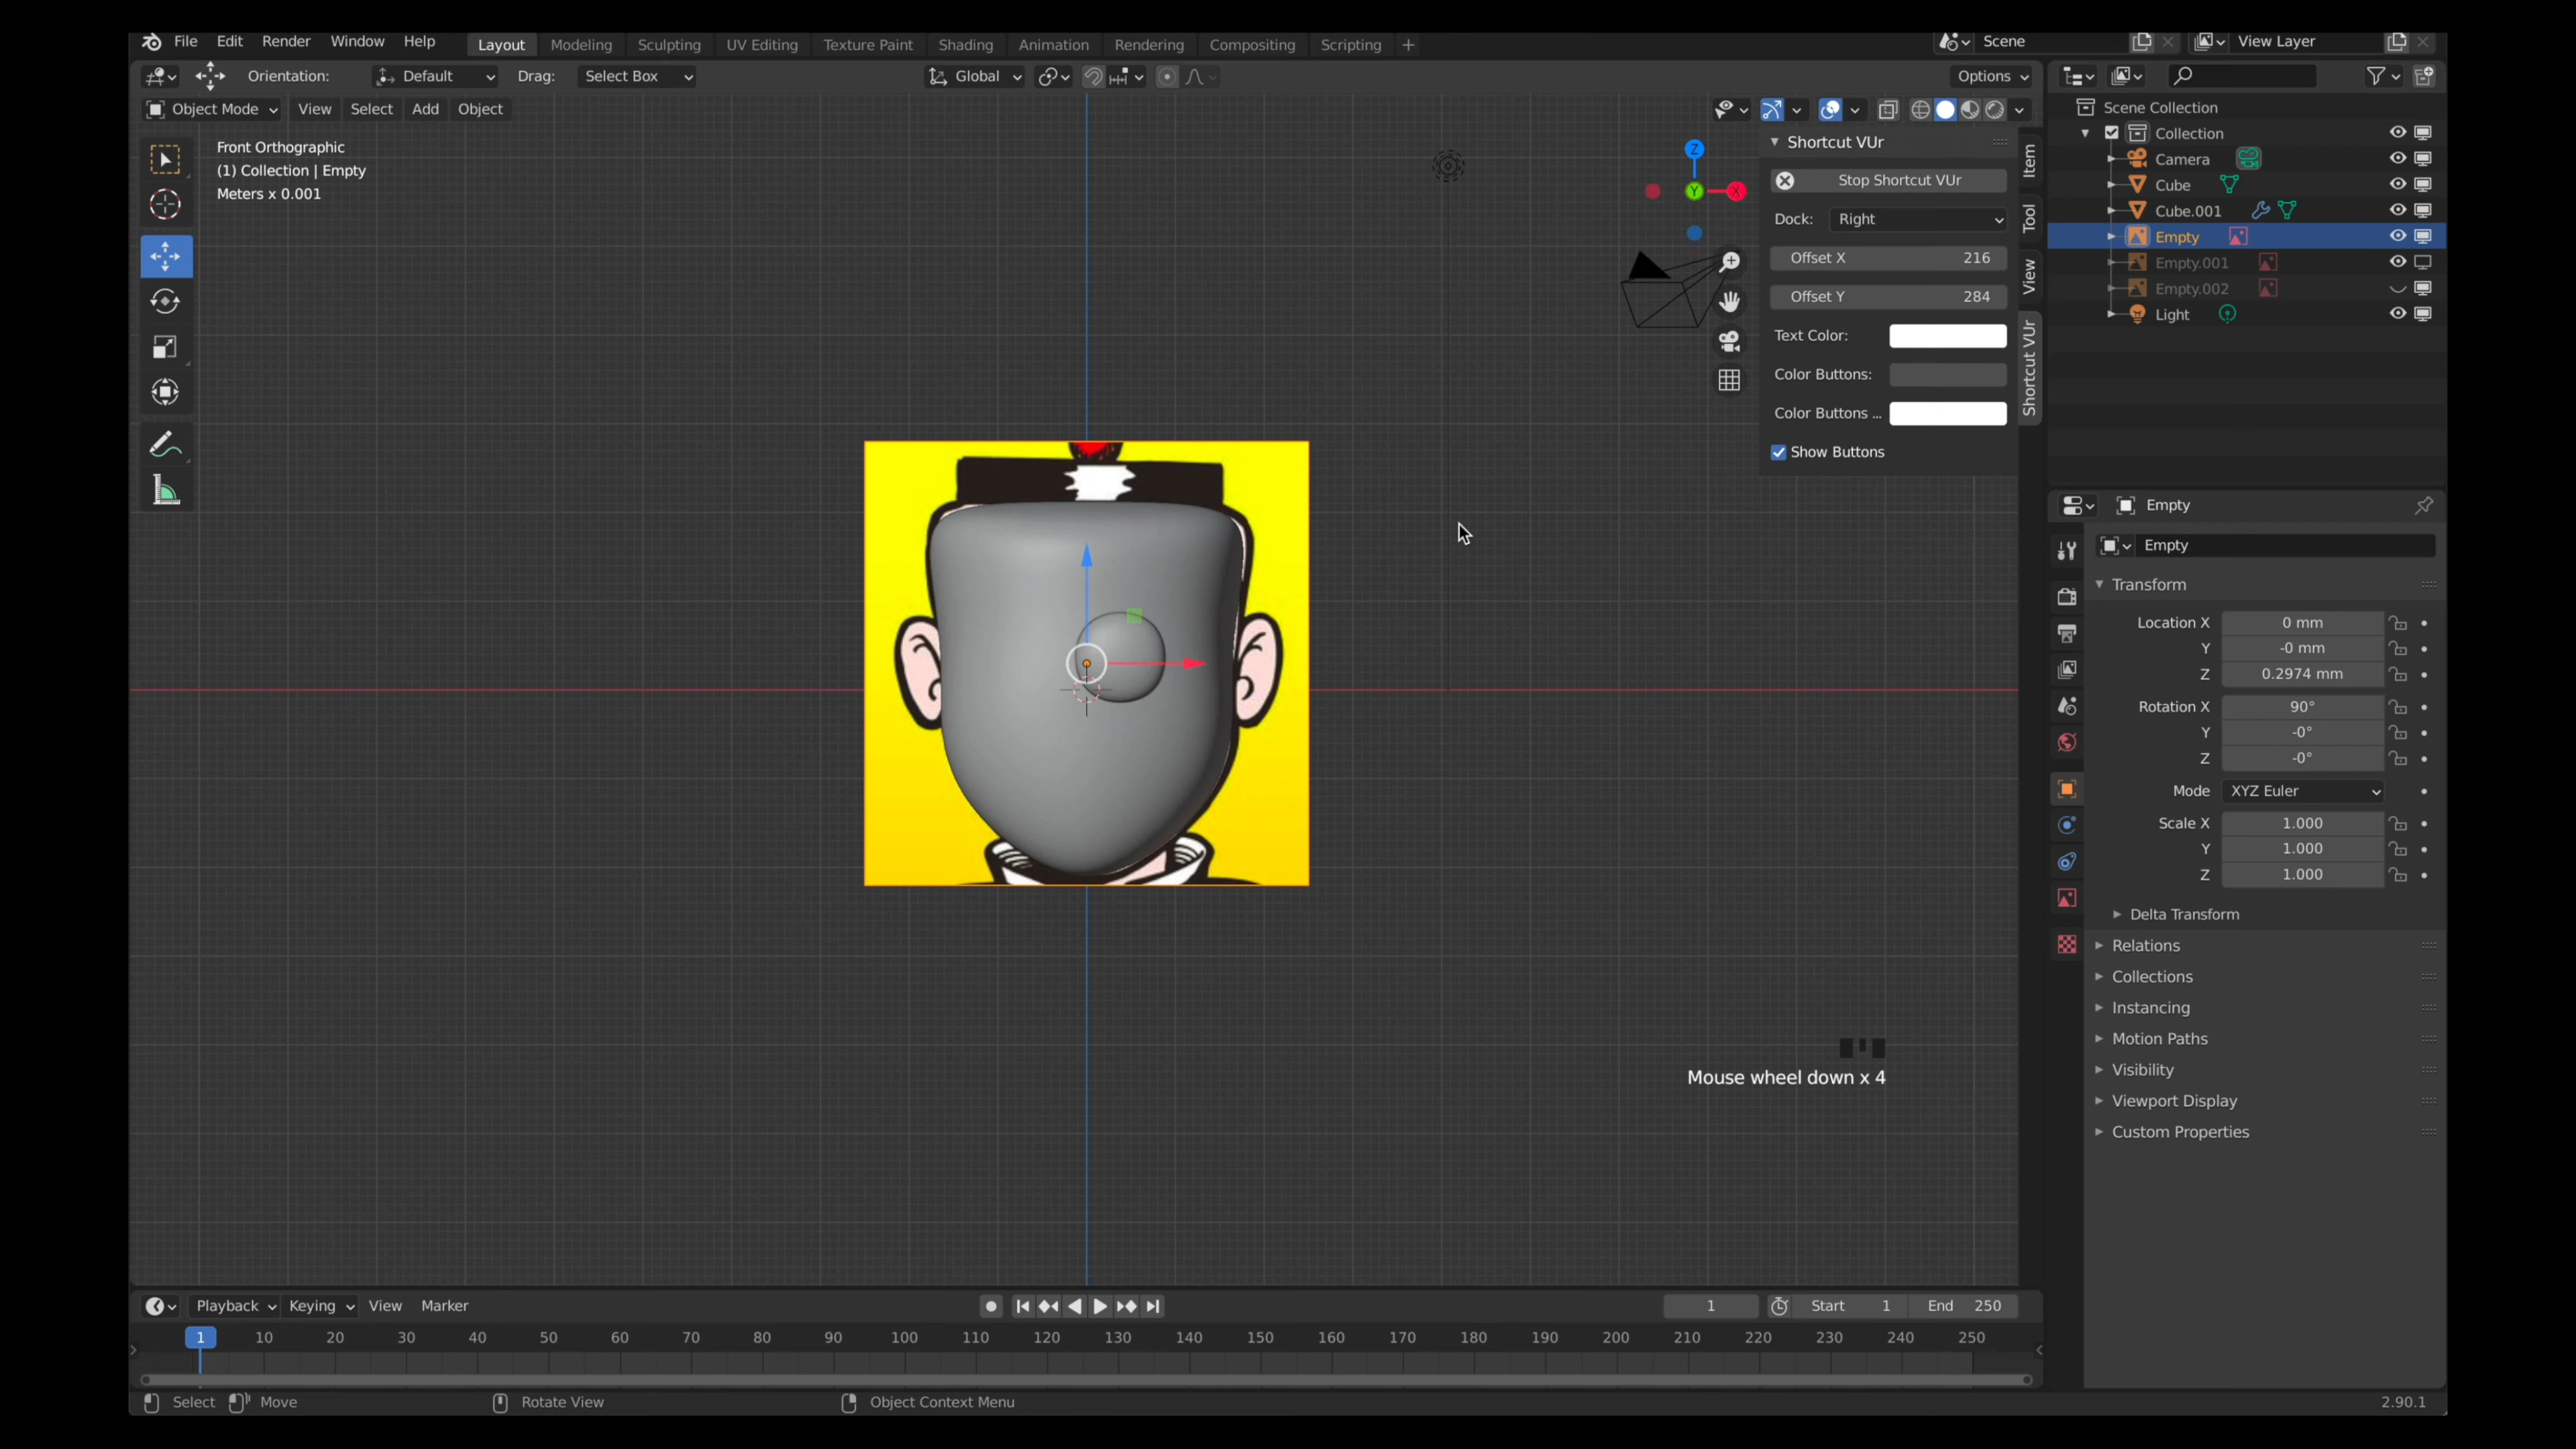 File Edit Render Window Help Layout Modeling Sculpting UV Editing Texture Paint Shading Animation Rendering Compositing Scripting + Scene View Layer
Orientation: Default Drag: Select Box Global Options
Object Mode View Select Add Object
Front Orthographic
(1) Collection | Empty
Meters x 0.001
Z
Y
X
Shortcut VUr
Stop Shortcut VUr
Dock: Right
Offset X 216
Offset Y 284
Text Color:
Color Buttons:
Color Buttons ...
Show Buttons
Item
Tool
View
Shortcut VUr
Scene Collection
Collection
Camera
Cube
Cube.001
Empty
Empty.001
Empty.002
Light
Empty
Empty
Transform
Location X 0 mm
Y -0 mm
Z 0.2974 mm
Rotation X 90°
Y -0°
Z -0°
Mode XYZ Euler
Scale X 1.000
Y 1.000
Z 1.000
Delta Transform
Relations
Collections
Instancing
Motion Paths
Visibility
Viewport Display
Custom Properties
Mouse wheel down x 4
Playback Keying View Marker 1 Start 1 End 250
1 10 20 30 40 50 60 70 80 90 100 110 120 130 140 150 160 170 180 190 200 210 220 230 240 250
Select Move Rotate View Object Context Menu 2.90.1